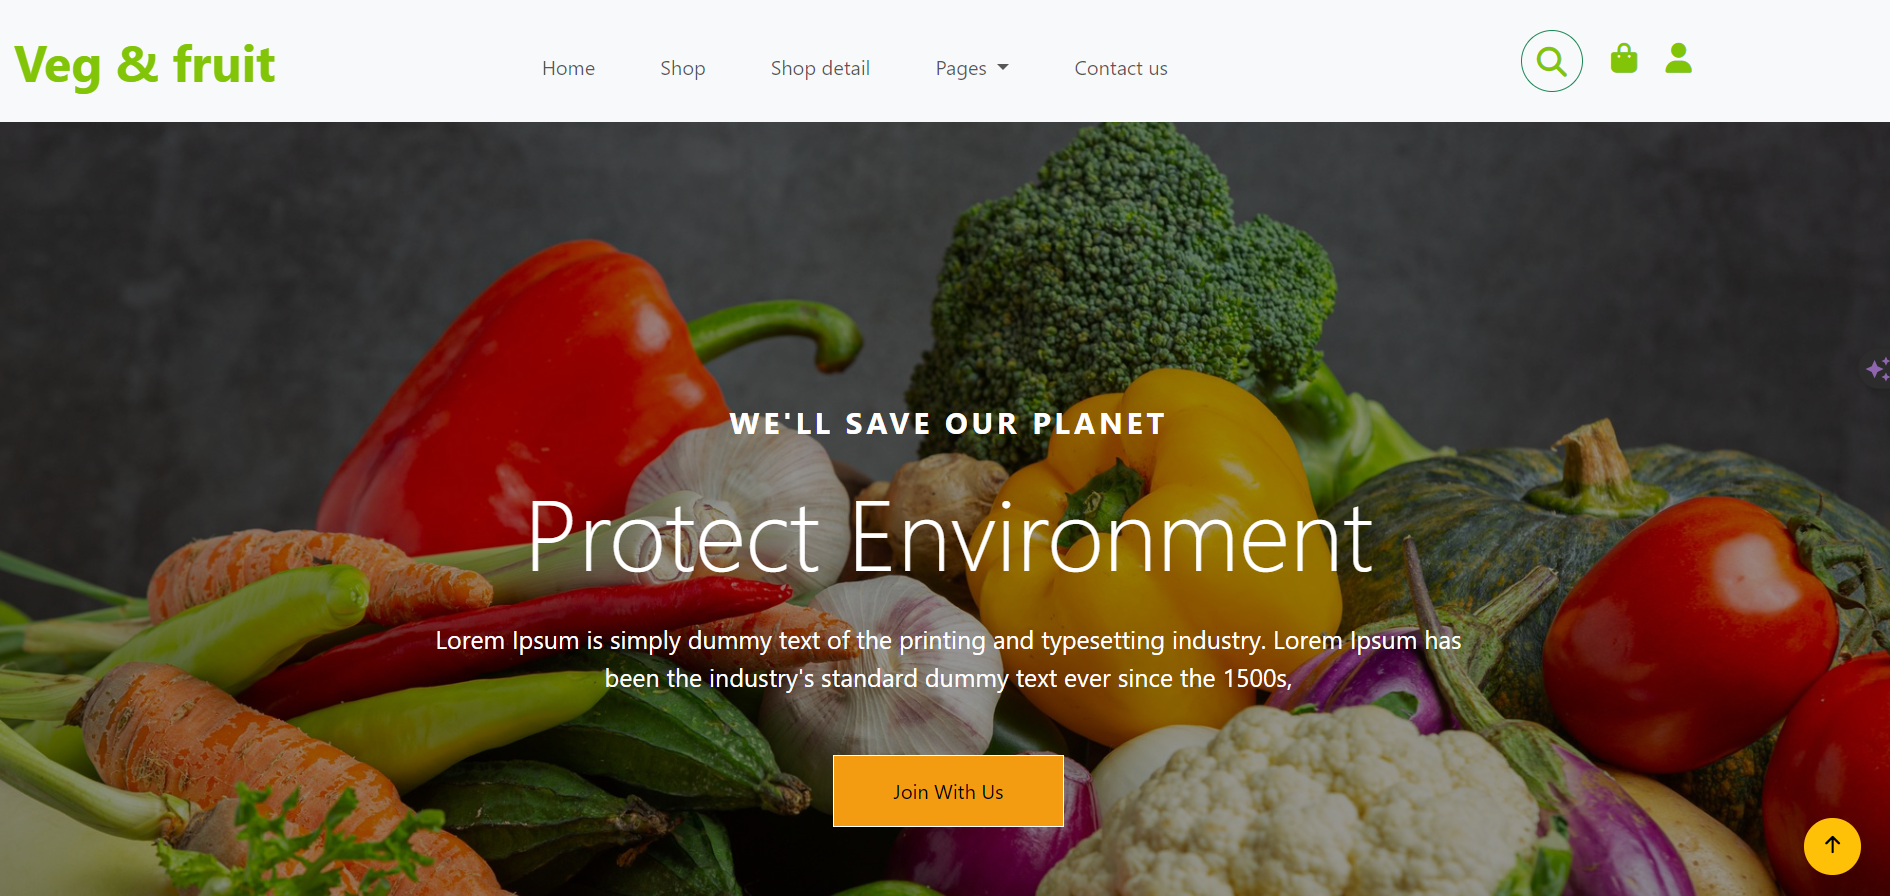 Veg & fruit
Home
Shop
Shop detail
Pages
Contact us
WE'LL SAVE OUR PLANET
Protect Environment
Lorem Ipsum is simply dummy text of the printing and typesetting industry. Lorem Ipsum has
been the industry's standard dummy text ever since the 1500s,
Join With Us